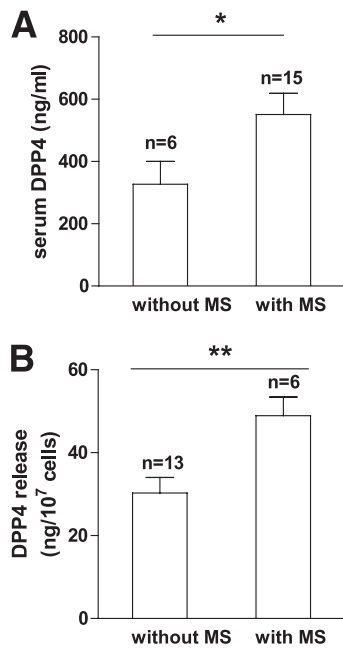 A
*
800
600
400
200
0
serum DPP4 (ng/ml)
n=6
n=15
without MS
with MS
B
**
60
40
20
0
DPP4 release
(ng/10⁷ cells)
n=13
n=6
without MS
with MS